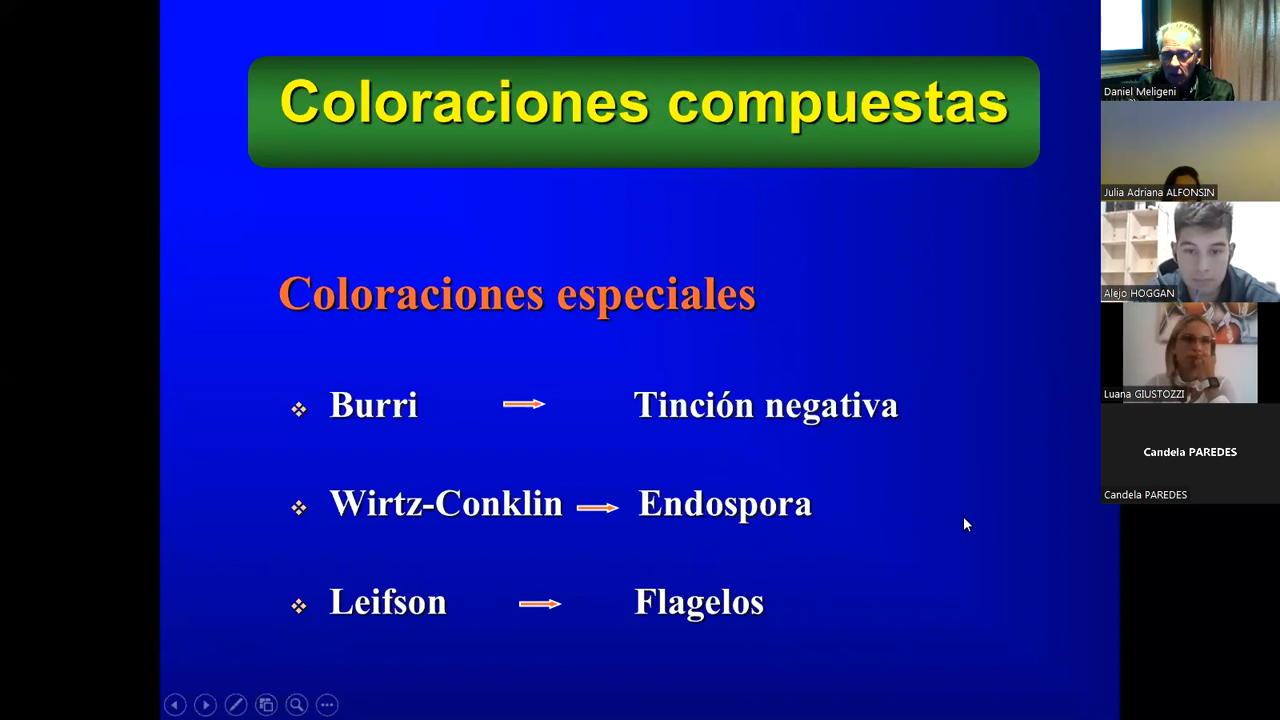 Coloraciones compuestas
Coloraciones especiales
Burri
Tinción negativa
Wirtz-Conklin
Endospora
Leifson
Flagelos
Daniel Meligeni
Julia Adriana ALFONSIN
Alejo HOGGAN
Luana GIUSTOZZI
Candela PAREDES
Candela PAREDES